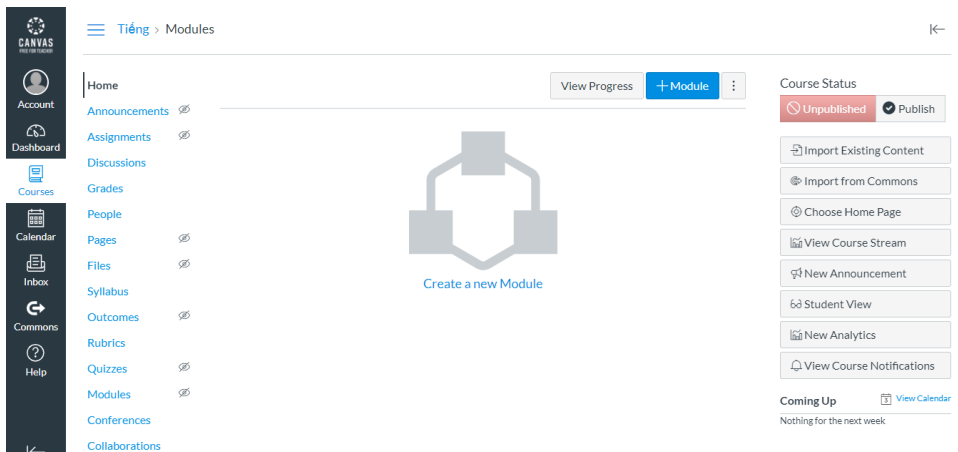 CANVAS
FREE FOR TEACHER
Account
Dashboard
Courses
Calendar
Inbox
Commons
Help
Tiếng > Modules
Home
Announcements
Assignments
Discussions
Grades
People
Pages
Files
Syllabus
Outcomes
Rubrics
Quizzes
Modules
Conferences
Collaborations
View Progress
+ Module
Create a new Module
Course Status
Unpublished
Publish
Import Existing Content
Import from Commons
Choose Home Page
View Course Stream
New Announcement
Student View
New Analytics
View Course Notifications
Coming Up
View Calendar
Nothing for the next week